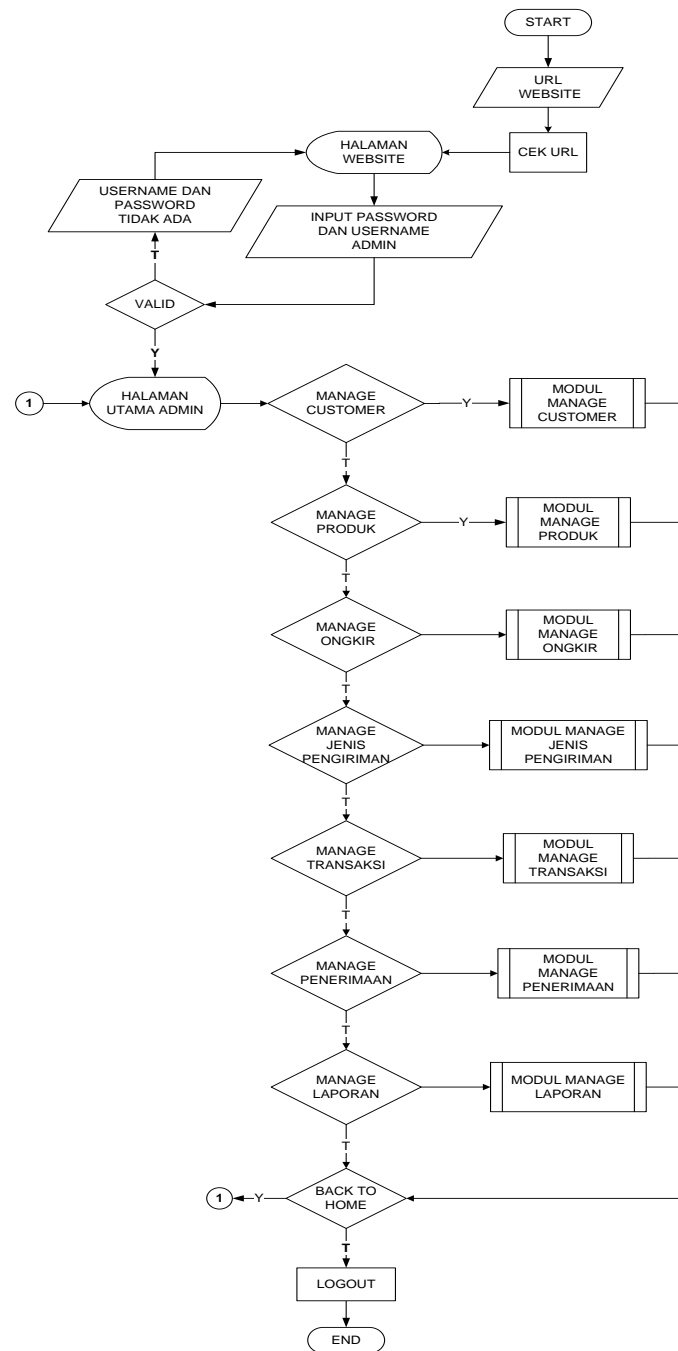 START
URL
WEBSITE
CEK URL
HALAMAN
WEBSITE
USERNAME DAN
PASSWORD
TIDAK ADA
INPUT PASSWORD
DAN USERNAME
ADMIN
T
VALID
Y
1
HALAMAN
UTAMA ADMIN
MANAGE
CUSTOMER
Y
MODUL
MANAGE
CUSTOMER
T
MANAGE
PRODUK
Y
MODUL
MANAGE
PRODUK
T
MANAGE
ONGKIR
MODUL
MANAGE
ONGKIR
T
MANAGE
JENIS
PENGIRIMAN
MODUL MANAGE
JENIS
PENGIRIMAN
T
MANAGE
TRANSAKSI
MODUL
MANAGE
TRANSAKSI
T
MANAGE
PENERIMAAN
MODUL
MANAGE
PENERIMAAN
T
MANAGE
LAPORAN
MODUL MANAGE
LAPORAN
T
1
Y
BACK TO
HOME
T
LOGOUT
END